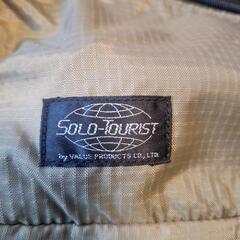 SOLO-TOURIST
by VALUE PRODUCTS CO., LTD.